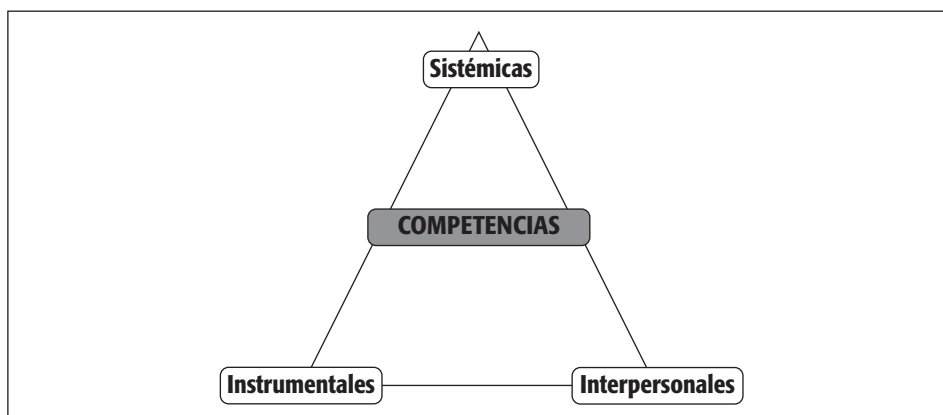 Sistémicas
COMPETENCIAS
Instrumentales
Interpersonales